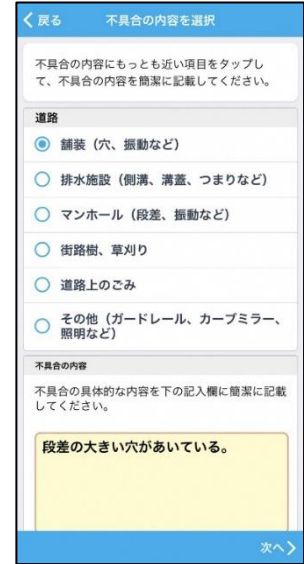 戻る 不具合の内容を選択
不具合の内容にもっとも近い項目をタップし
て、不具合の内容を簡潔に記載してください。
道路
舗装（穴、振動など）
排水施設（側溝、溝蓋、つまりなど）
マンホール（段差、振動など）
街路樹、草刈り
道路上のごみ
その他（ガードレール、カーブミラー、
照明など）
不具合の内容
不具合の具体的な内容を下の記入欄に簡潔に記載
してください。
段差の大きい穴があいている。
次へ